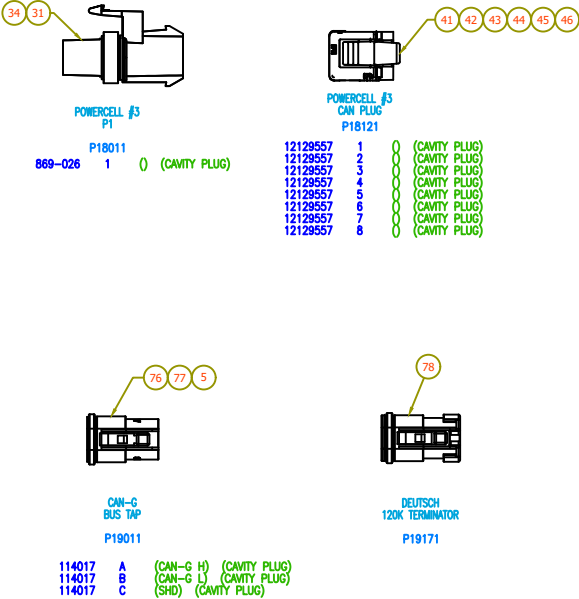 34 31
41 42 43 44 45 46
POWERCELL #3
P1
P18011
869-026 1 () (CAVITY PLUG)
POWERCELL #3
CAN PLUG
P18121
12129557 1 () (CAVITY PLUG)
12129557 2 () (CAVITY PLUG)
12129557 3 () (CAVITY PLUG)
12129557 4 () (CAVITY PLUG)
12129557 5 () (CAVITY PLUG)
12129557 6 () (CAVITY PLUG)
12129557 7 () (CAVITY PLUG)
12129557 8 () (CAVITY PLUG)
76 77 5
78
CAN-G
BUS TAP
P19011
114017 A (CAN-G H) (CAVITY PLUG)
114017 B (CAN-G L) (CAVITY PLUG)
114017 C (SHD) (CAVITY PLUG)
DEUTSCH
120K TERMINATOR
P19171